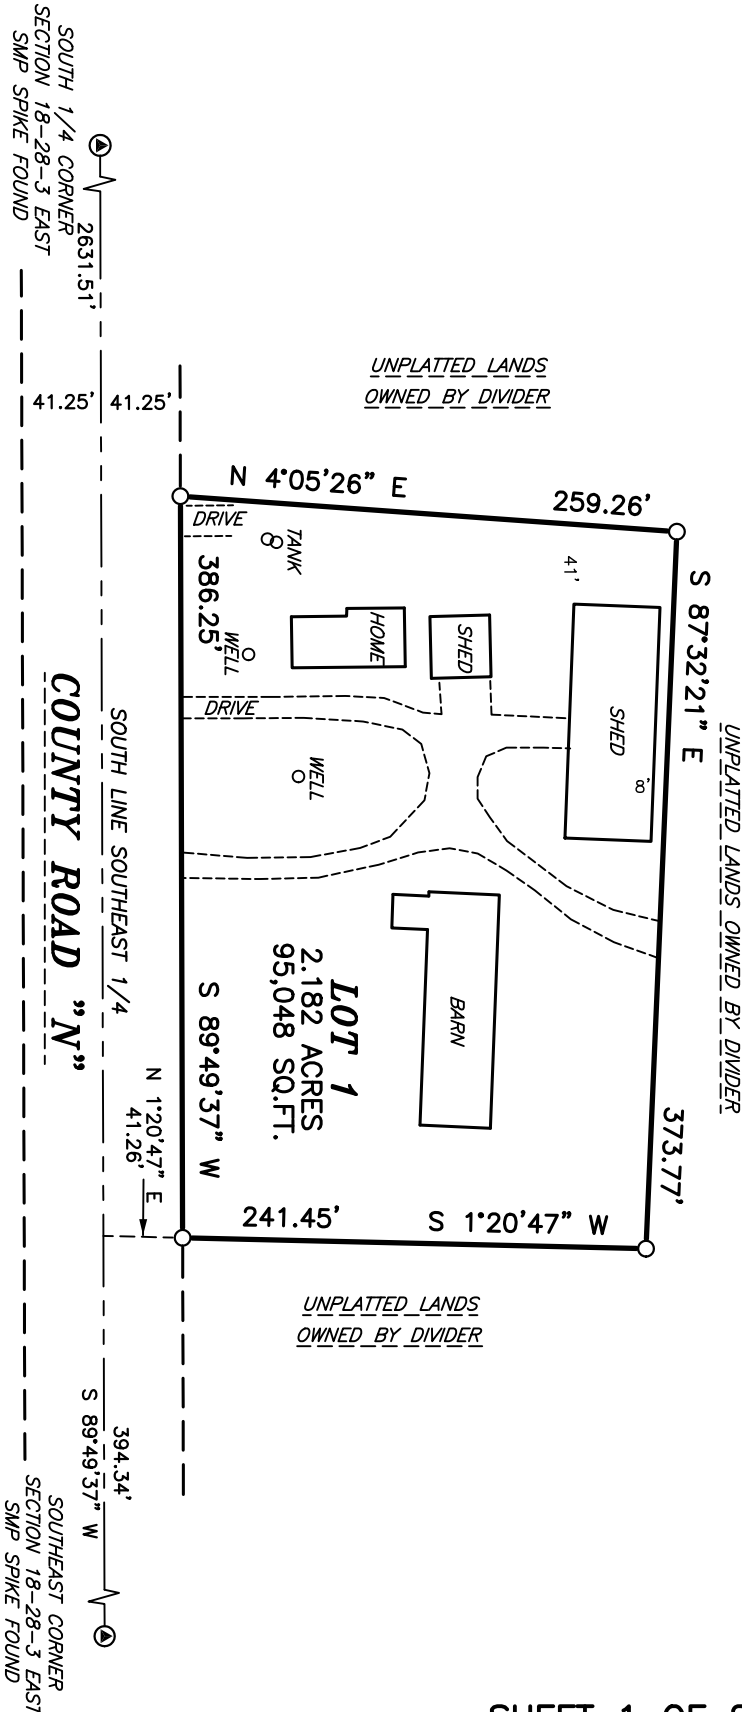 UNPLATTED LANDS OWNED BY DIVIDER
S 87°32'21" E
373.77'
UNPLATTED LANDS
OWNED BY DIVIDER
N 4°05'26" E
259.26'
41'
SHED
8'
SHED
HOME
TANK
WELL
DRIVE
DRIVE
WELL
BARN
LOT 1
2.182 ACRES
95,048 SQ.FT.
241.45'
S 1°20'47" W
UNPLATTED LANDS
OWNED BY DIVIDER
386.25'
S 89°49'37" W
41.25'
41.25'
N 1°20'47" E
41.26'
SOUTH LINE SOUTHEAST 1/4
2631.51'
394.34'
S 89°49'37" W
COUNTY ROAD "N"
SOUTH 1/4 CORNER
SECTION 18-28-3 EAST
SMP SPIKE FOUND
SOUTHEAST CORNER
SECTION 18-28-3 EAST
SMP SPIKE FOUND
SHEET 1 OF